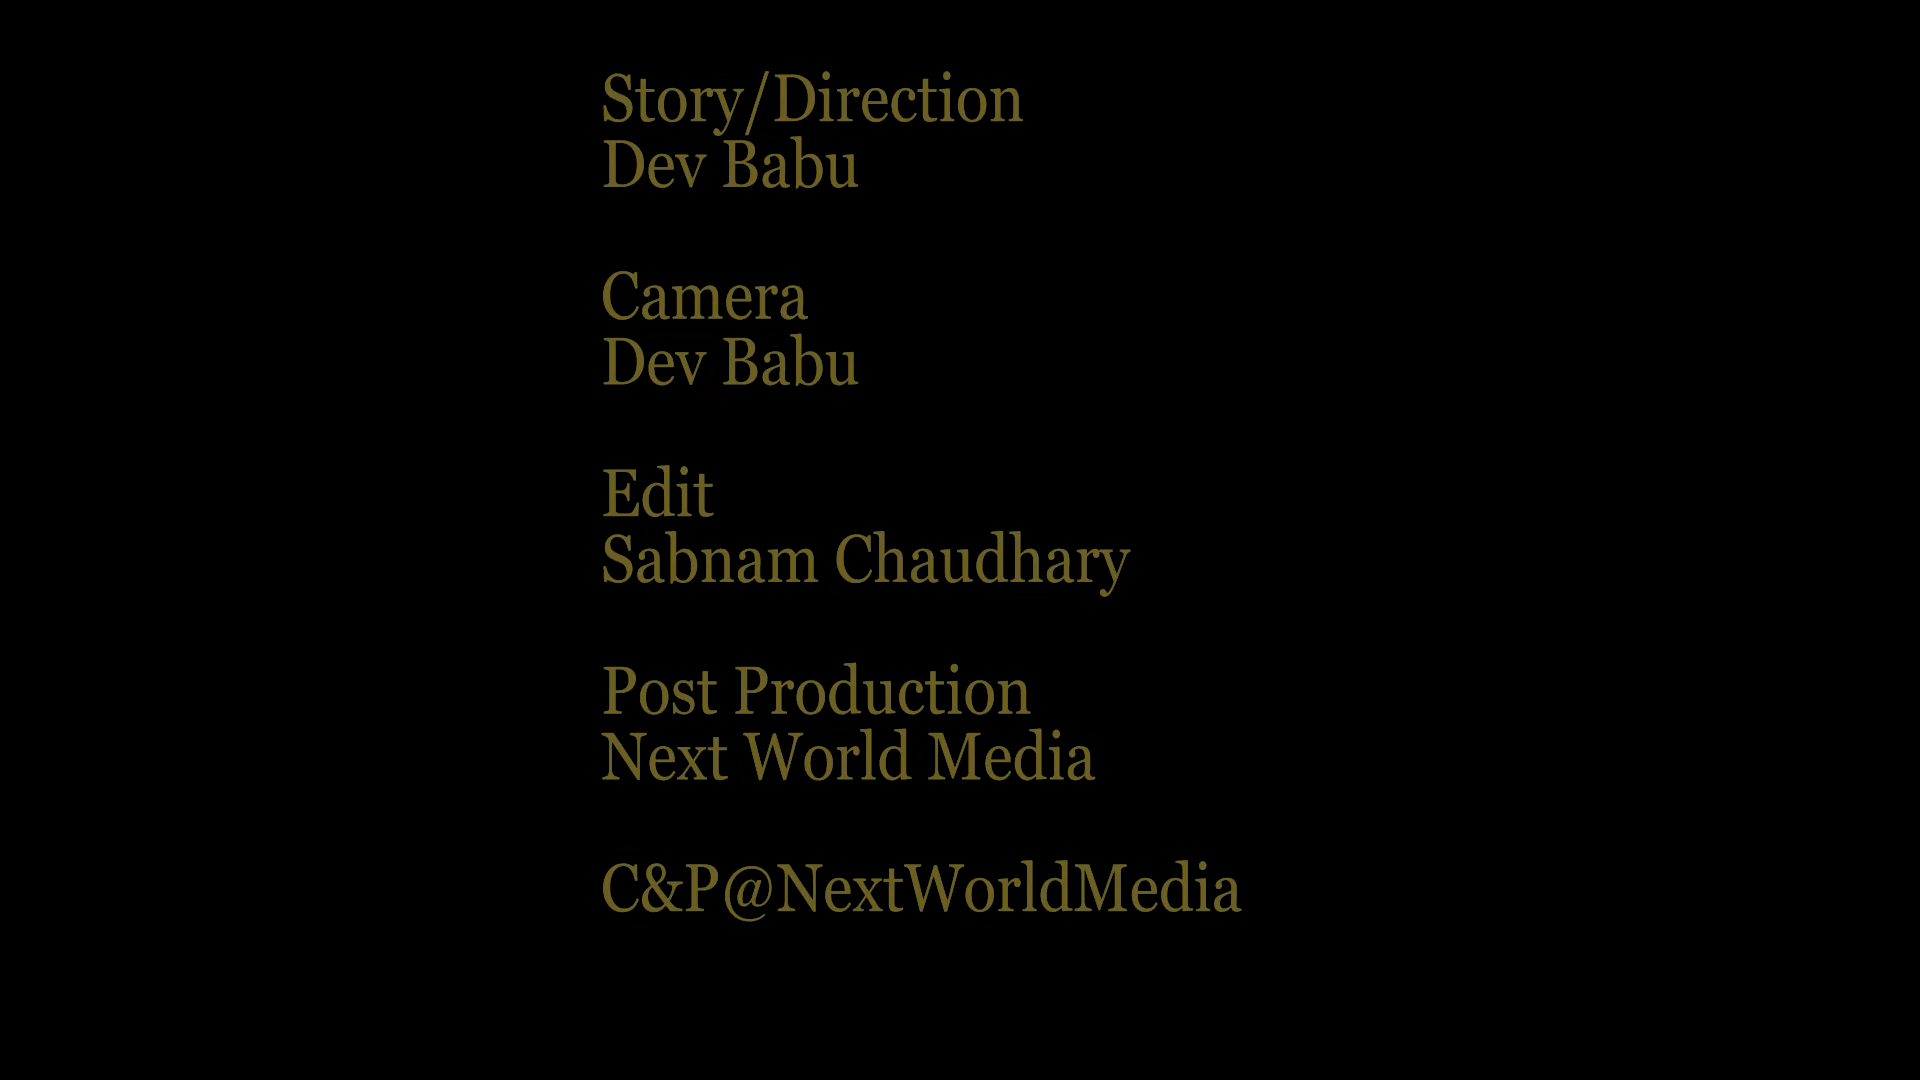 Story/Direction
Dev Babu
Camera
Dev Babu
Edit
Sabnam Chaudhary
Post Production
Next World Media
C&P@NextWorldMedia